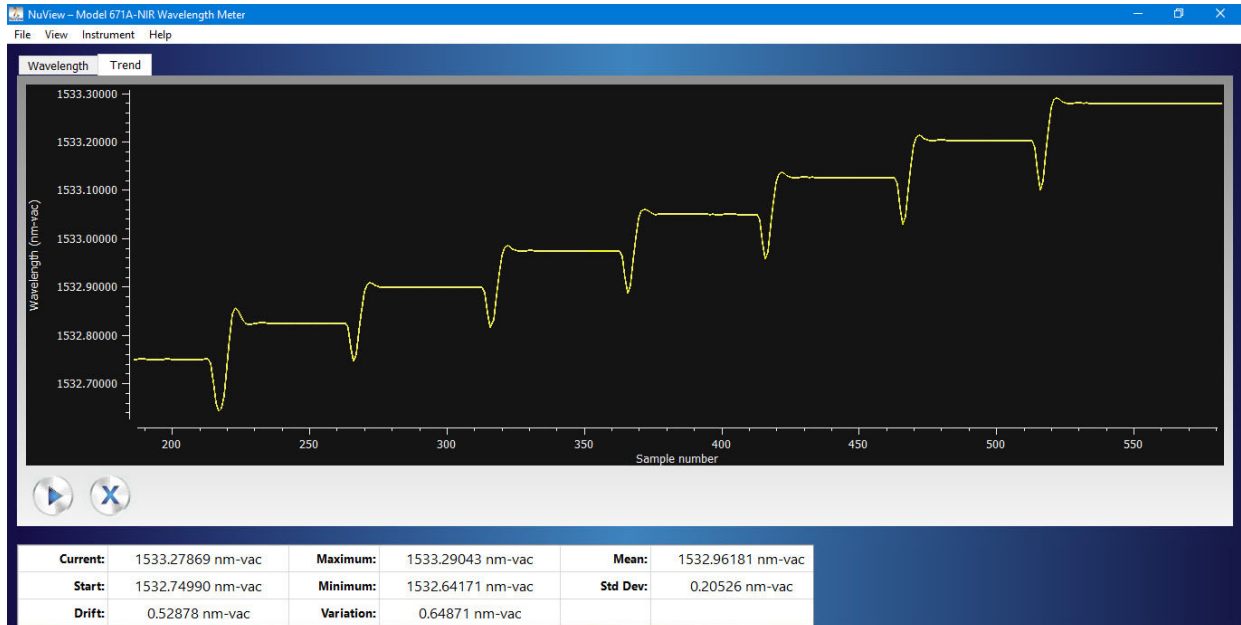 NuView – Model 671A-NIR Wavelength Meter
File View Instrument Help
Wavelength Trend
1533.30000
1533.20000
1533.10000
1533.00000
1532.90000
1532.80000
1532.70000
Wavelength (nm-vac)
200 250 300 350 400 450 500 550
Sample number
X
Current: 1533.27869 nm-vac Maximum: 1533.29043 nm-vac Mean: 1532.96181 nm-vac
Start: 1532.74990 nm-vac Minimum: 1532.64171 nm-vac Std Dev: 0.20526 nm-vac
Drift: 0.52878 nm-vac Variation: 0.64871 nm-vac